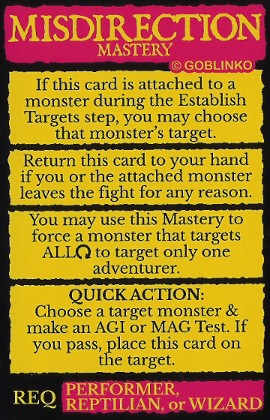 MISDIRECTION
MASTERY
© GOBLINKO
If this card is attached to a
monster during the Establish
Targets step, you may choose
that monster's target.
Return this card to your hand
if you or the attached monster
leaves the fight for any reason.
You may use this Mastery to
force a monster that targets
ALL to target only one
adventurer.
QUICK ACTION:
Choose a target monster &
make an AGI or MAG Test. If
you pass, place this card on
the target.
REQ PERFORMER,
REPTILIAN, or WIZARD